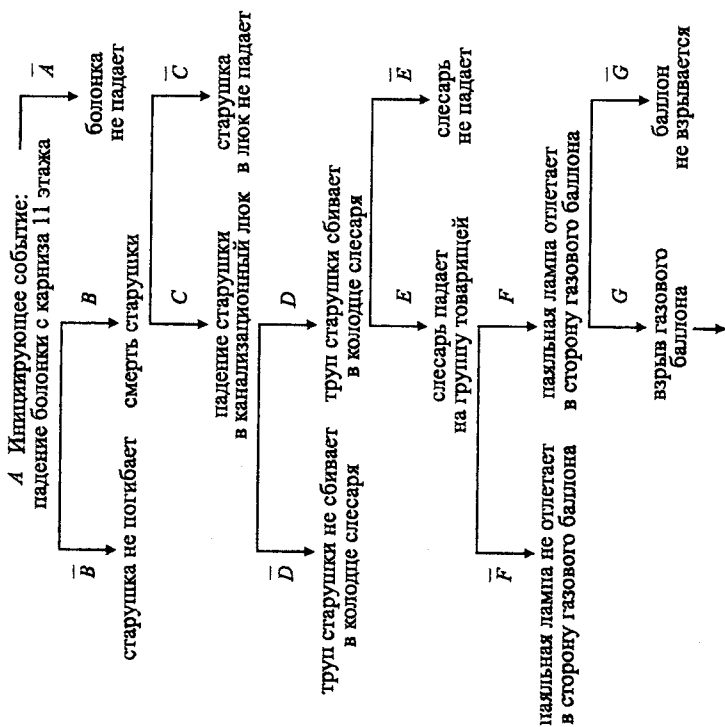 A Инициирующее событие:
падение болонки с карниза 11 этажа
A̅
болонка
не падает
B̅
B
старушка не погибает
смерть старушки
C
C̅
падение старушки
в канализационный люк
старушка
в люк не падает
D̅
D
труп старушки не сбивает
в колодце слесаря
труп старушки сбивает
в колодце слесаря
E
E̅
слесарь падает
на группу товарищей
слесарь
не падает
F̅
F
паяльная лампа не отлетает
в сторону газового баллона
паяльная лампа отлетает
в сторону газового баллона
G
G̅
взрыв газового
баллона
баллон
не взрывается